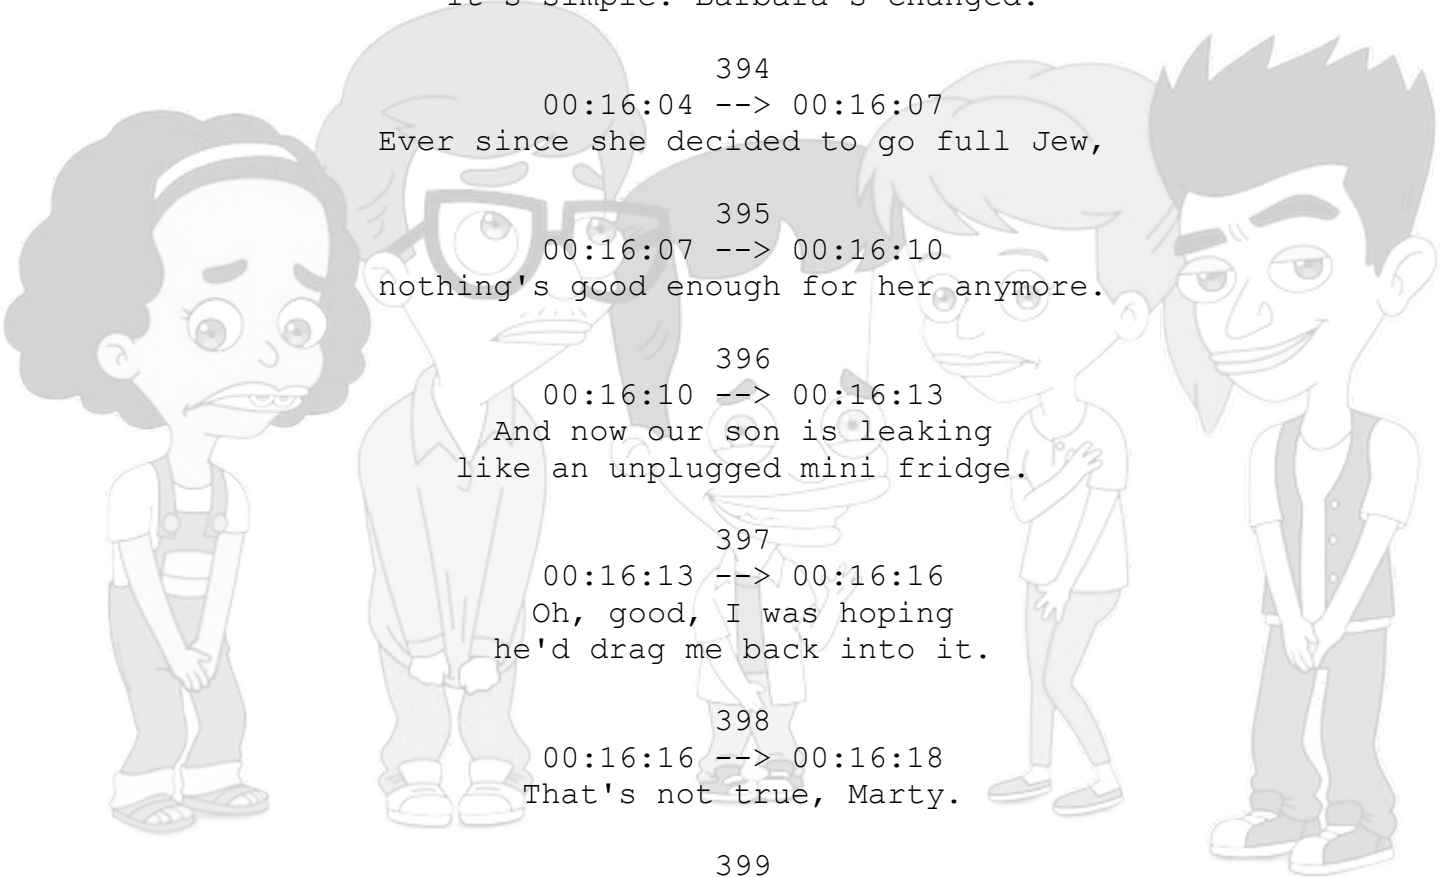 It's simple. Barbara's changed.
394
00:16:04 --> 00:16:07
Ever since she decided to go full Jew,
395
00:16:07 --> 00:16:10
nothing's good enough for her anymore.
396
00:16:10 --> 00:16:13
And now our son is leaking
like an unplugged mini fridge.
397
00:16:13 --> 00:16:16
Oh, good, I was hoping
he'd drag me back into it.
398
00:16:16 --> 00:16:18
That's not true, Marty.
399